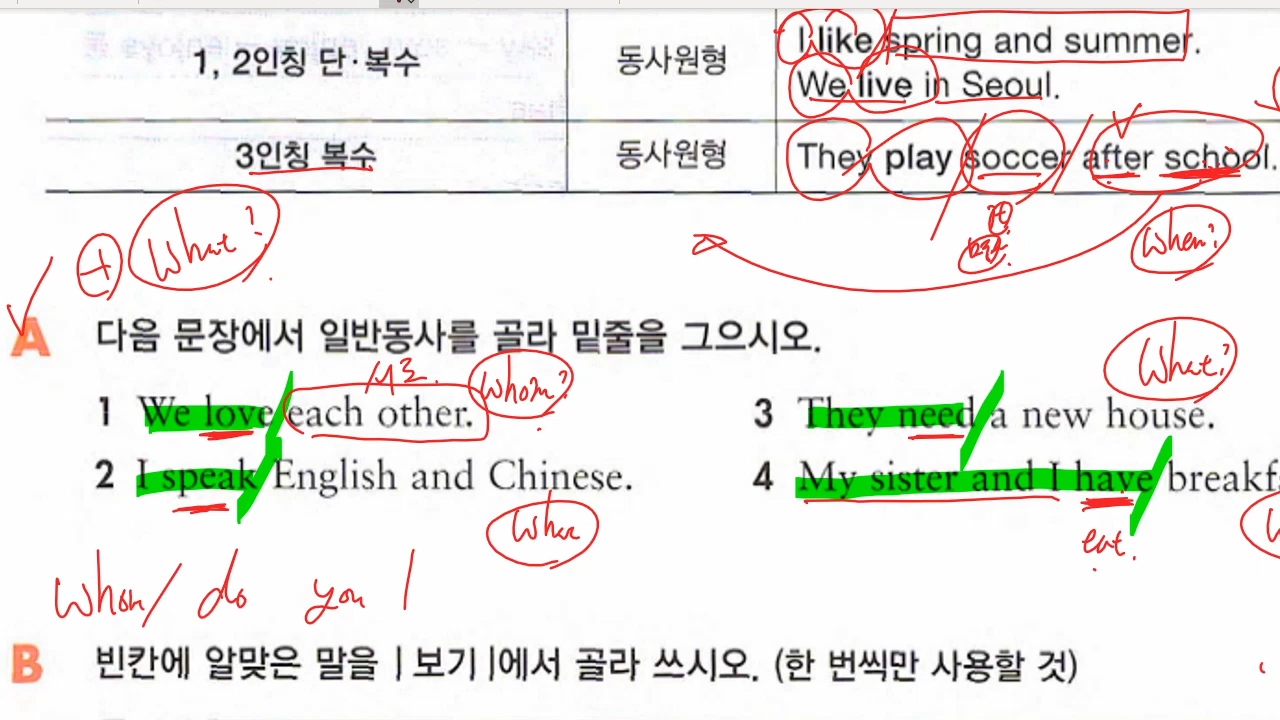 1, 2인칭 단·복수 동사원형 I like spring and summer.
We live in Seoul.
3인칭 복수 동사원형 They play soccer after school.
+ What? When?
A 다음 문장에서 일반동사를 골라 밑줄을 그으시오.
서로. whom? What?
1 We love each other. 3 They need a new house.
2 I speak English and Chinese. 4 My sister and I have breakf
eat.
whom/ do you l
B 빈칸에 알맞은 말을 | 보기 |에서 골라 쓰시오. (한 번씩만 사용할 것)